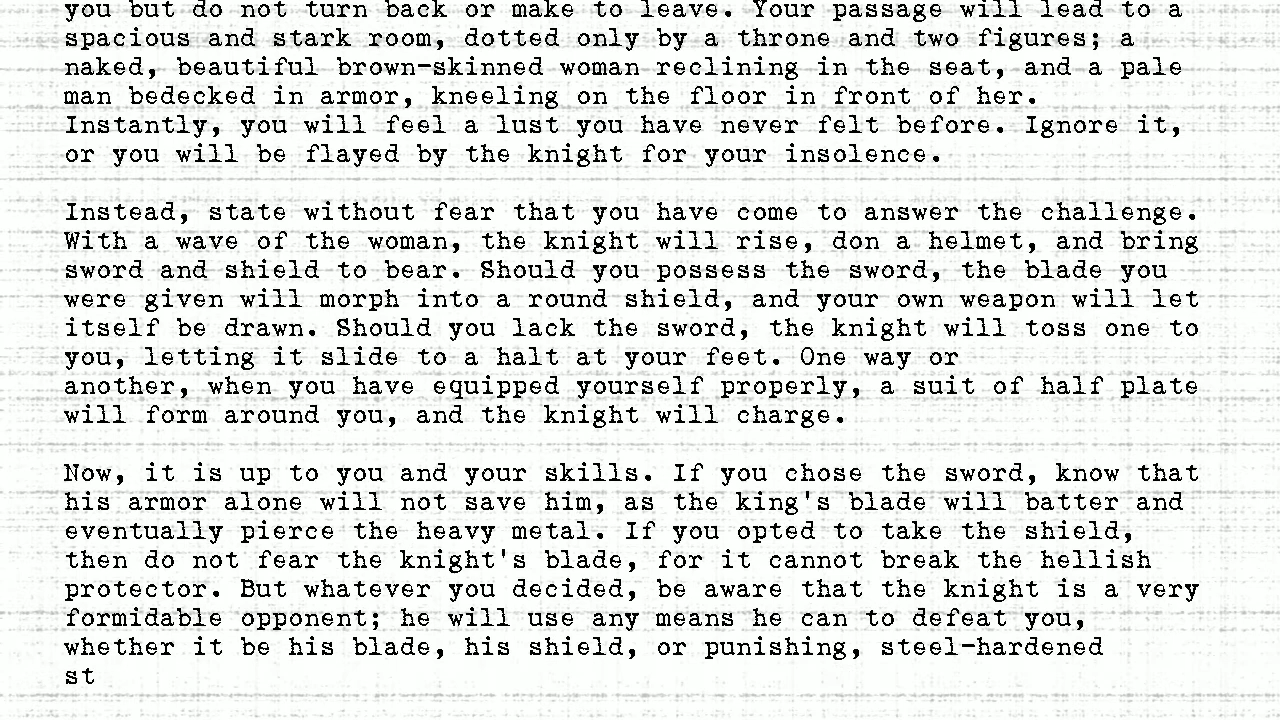 you but do not turn back or make to leave. Your passage will lead to a
spacious and stark room, dotted only by a throne and two figures; a
naked, beautiful brown-skinned woman reclining in the seat, and a pale
man bedecked in armor, kneeling on the floor in front of her.
Instantly, you will feel a lust you have never felt before. Ignore it,
or you will be flayed by the knight for your insolence.
Instead, state without fear that you have come to answer the challenge.
With a wave of the woman, the knight will rise, don a helmet, and bring
sword and shield to bear. Should you possess the sword, the blade you
were given will morph into a round shield, and your own weapon will let
itself be drawn. Should you lack the sword, the knight will toss one to
you, letting it slide to a halt at your feet. One way or
another, when you have equipped yourself properly, a suit of half plate
will form around you, and the knight will charge.
Now, it is up to you and your skills. If you chose the sword, know that
his armor alone will not save him, as the king's blade will batter and
eventually pierce the heavy metal. If you opted to take the shield,
then do not fear the knight's blade, for it cannot break the hellish
protector. But whatever you decided, be aware that the knight is a very
formidable opponent; he will use any means he can to defeat you,
whether it be his blade, his shield, or punishing, steel-hardened
st